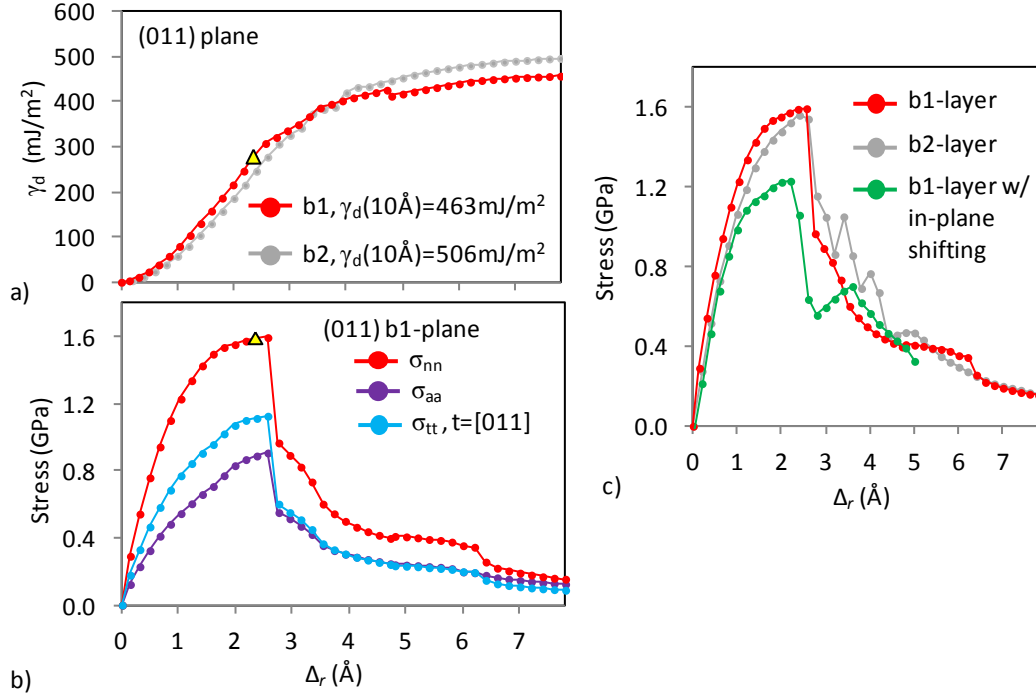 600
500
400
300
200
100
0
γd (mJ/m²)
(011) plane
b1, γd(10Å)=463mJ/m²
b2, γd(10Å)=506mJ/m²
a)
1.6
1.2
0.8
0.4
0.0
Stress (GPa)
(011) b1-plane
σnn
σaa
σtt , t=[011]
0 1 2 3 4 5 6 7
Δr (Å)
b)
1.6
1.2
0.8
0.4
0.0
Stress (GPa)
b1-layer
b2-layer
b1-layer w/
in-plane
shifting
0 1 2 3 4 5 6 7
Δr (Å)
c)